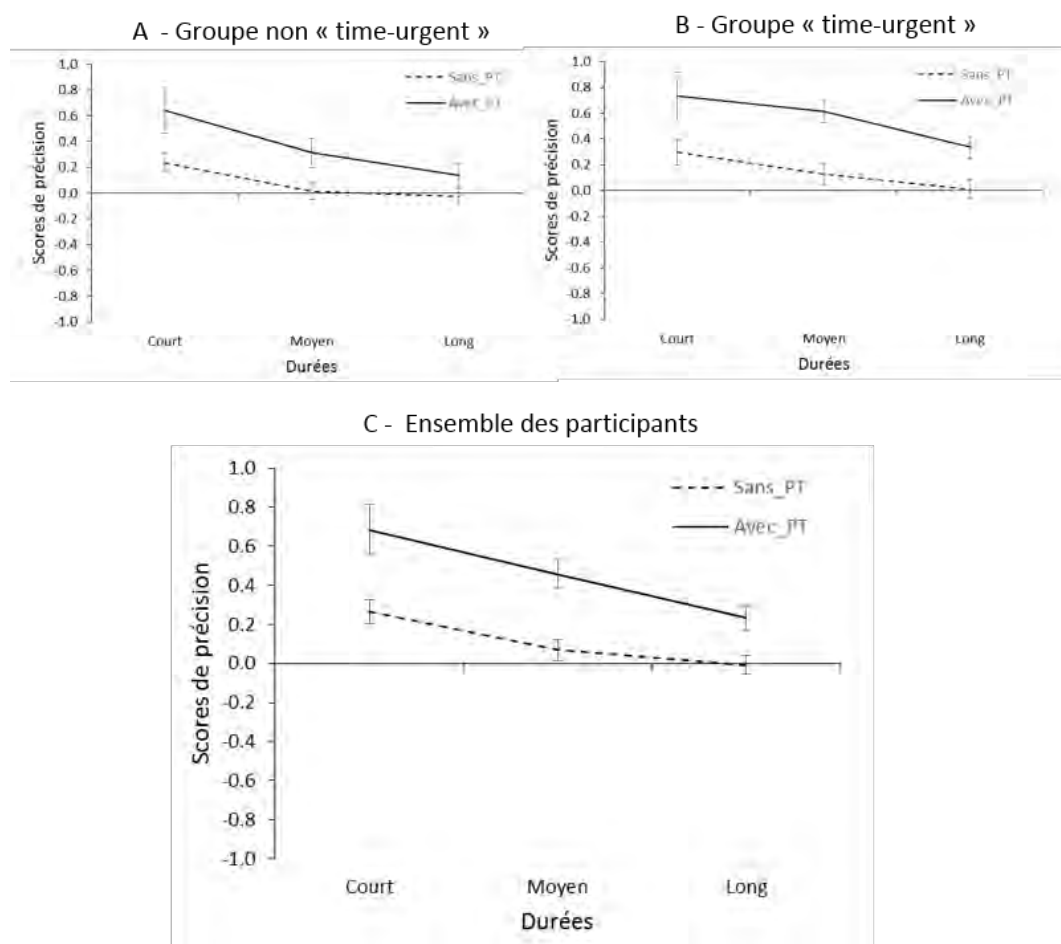 A - Groupe non « time-urgent »
1.0
0.8
0.6
0.4
0.2
0.0
-0.2
-0.4
-0.6
-0.8
-1.0
Scores de précision
Sans_PT
Avec_PT
Court Moyen Long
Durées
B - Groupe « time-urgent »
1.0
0.8
0.6
0.4
0.2
0.0
-0.2
-0.4
-0.6
-0.8
-1.0
Scores de précision
Sans_PT
Avec_PT
Court Moyen Long
Durées
C - Ensemble des participants
1.0
0.8
0.6
0.4
0.2
0.0
-0.2
-0.4
-0.6
-0.8
-1.0
Scores de précision
Sans_PT
Avec_PT
Court Moyen Long
Durées